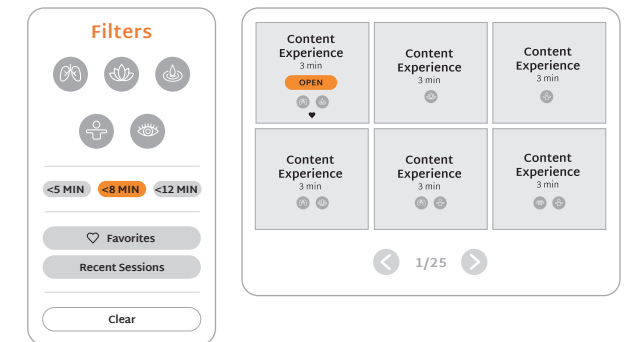 Filters
<5 MIN
<8 MIN
<12 MIN
Favorites
Recent Sessions
Clear
Content
Experience
3 min
OPEN
Content
Experience
3 min
Content
Experience
3 min
Content
Experience
3 min
Content
Experience
3 min
Content
Experience
3 min
1/25